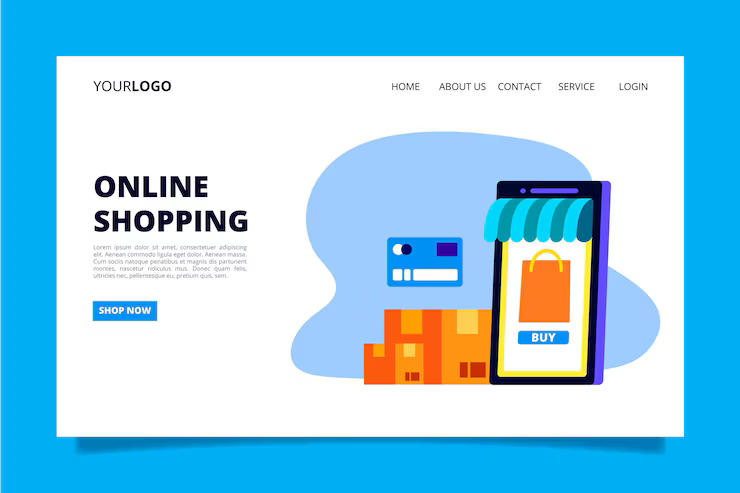 YOURLOGO
HOME ABOUT US CONTACT SERVICE LOGIN
ONLINE
SHOPPING
Lorem ipsum dolor sit amet, consectetuer adipiscing
elit. Aenean commodo ligula eget dolor. Aenean massa.
Cum sociis natoque penatibus et magnis dis parturient
montes, nascetur ridiculus mus. Donec quam felis,
ultricies nec, pellentesque eu, pretium quis, sem.
SHOP NOW
BUY